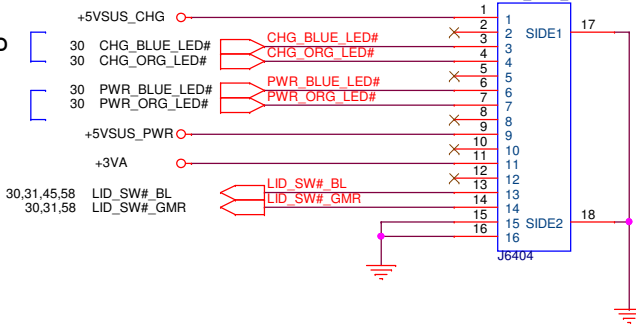 +5VSUS_CHG 1 1
2 2 SIDE1 17
30 CHG_BLUE_LED# CHG_BLUE_LED# 3 3
30 CHG_ORG_LED# CHG_ORG_LED# 4 4
5 5
30 PWR_BLUE_LED# PWR_BLUE_LED# 6 6
30 PWR_ORG_LED# PWR_ORG_LED# 7 7
8 8
+5VSUS_PWR 9 9
10 10
+3VA 11 11
12 12
30,31,45,58 LID_SW#_BL LID_SW#_BL 13 13
30,31,58 LID_SW#_GMR LID_SW#_GMR 14 14
15 15 SIDE2 18
16 16
J6404